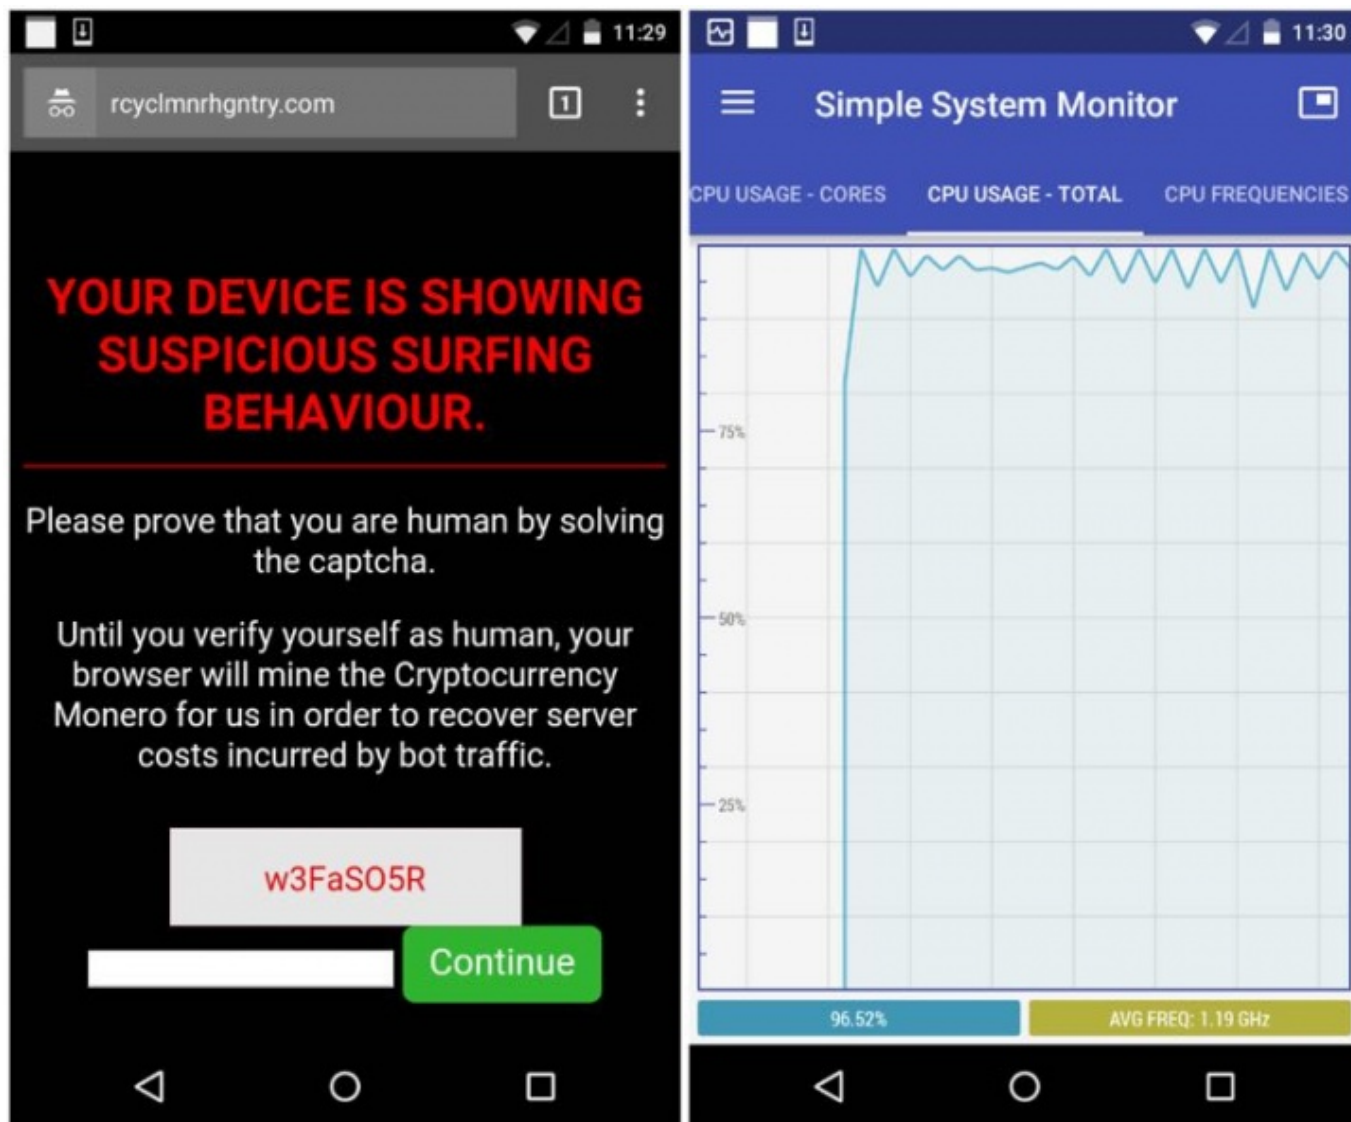 11:29
rcyclmnrhgntry.com
1
YOUR DEVICE IS SHOWING
SUSPICIOUS SURFING
BEHAVIOUR.
Please prove that you are human by solving
the captcha.
Until you verify yourself as human, your
browser will mine the Cryptocurrency
Monero for us in order to recover server
costs incurred by bot traffic.
w3FaSO5R
Continue
11:30
Simple System Monitor
CPU USAGE - CORES CPU USAGE - TOTAL CPU FREQUENCIES
75%
50%
25%
96.52% AVG FREQ: 1.19 GHz